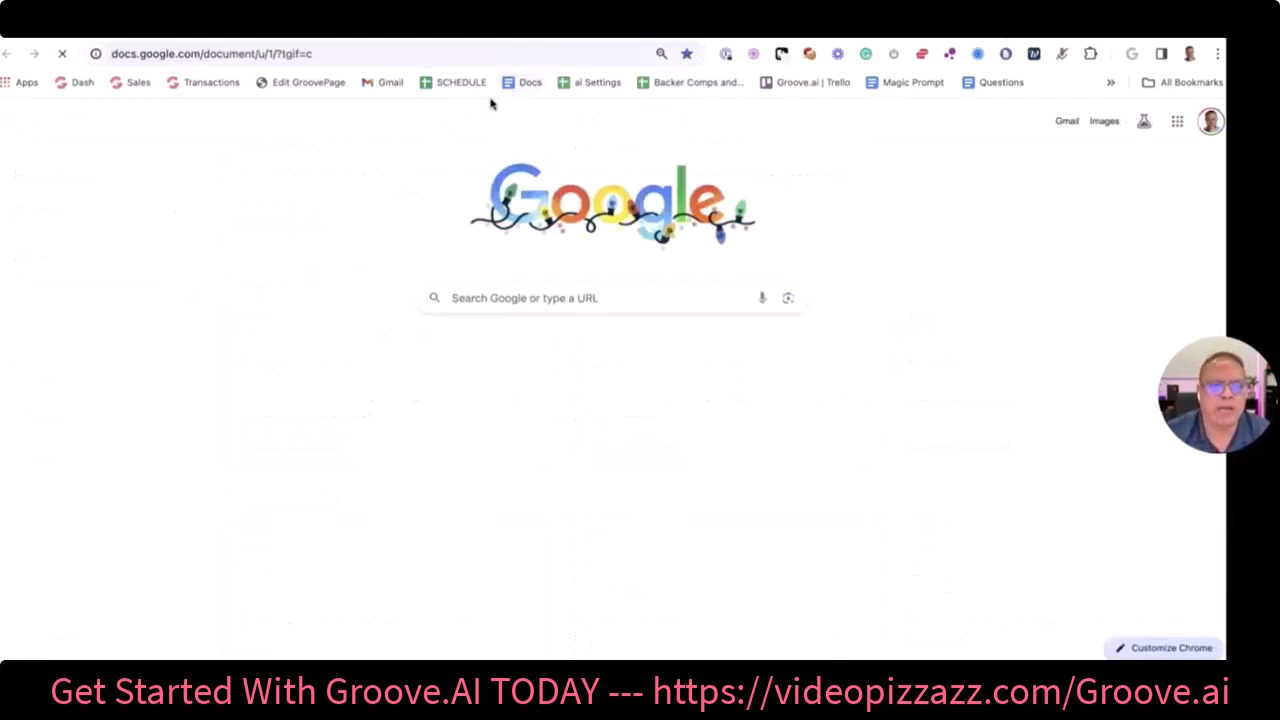 docs.google.com/document/u/1/?tgif=c
Apps Dash Sales Transactions Edit GroovePage Gmail SCHEDULE Docs ai Settings Backer Comps and... Groove.ai | Trello Magic Prompt Questions » All Bookmarks
Gmail Images
Google
Search Google or type a URL
Customize Chrome
Get Started With Groove.AI TODAY --- https://videopizzazz.com/Groove.ai